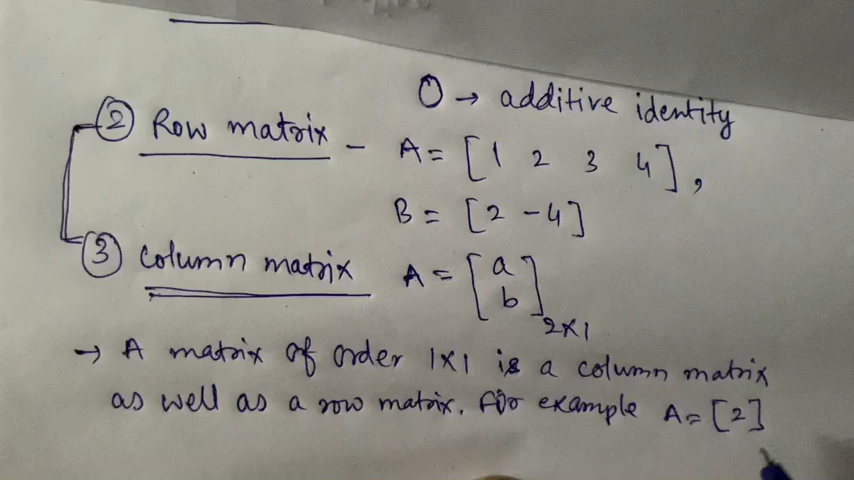 O → additive identity
② Row matrix – A = [1 2 3 4],
B = [2 -4]
③ column matrix A = [a b]2×1
→ A matrix of order 1×1 is a column matrix
as well as a row matrix. For example A = [2]